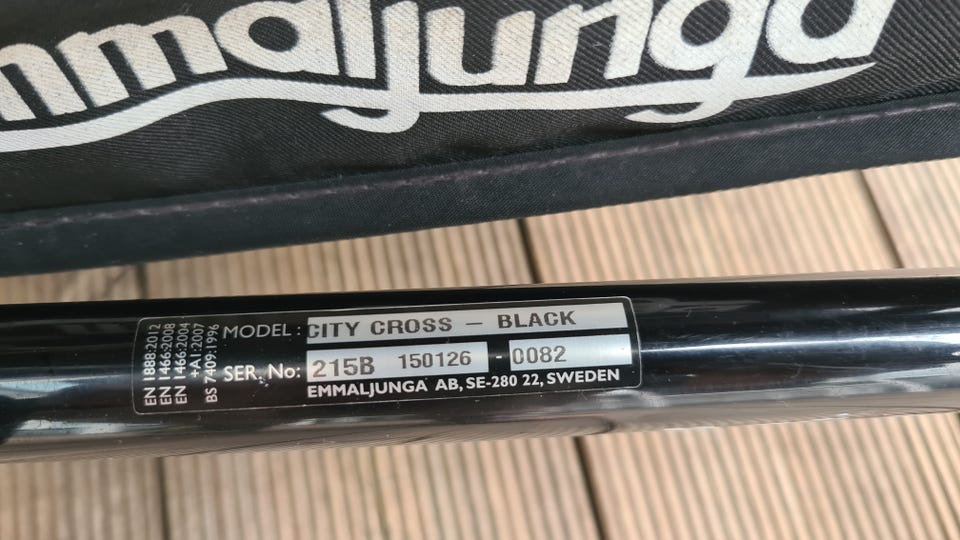 mmaljunga
MODEL : CITY CROSS - BLACK
SER. No: 215B 150126 - 0082
EMMALJUNGA AB, SE-280 22, SWEDEN
EN 1888:2012
EN 1466:2008
EN 1466:2004
+A1:2007
BS 7409:1996